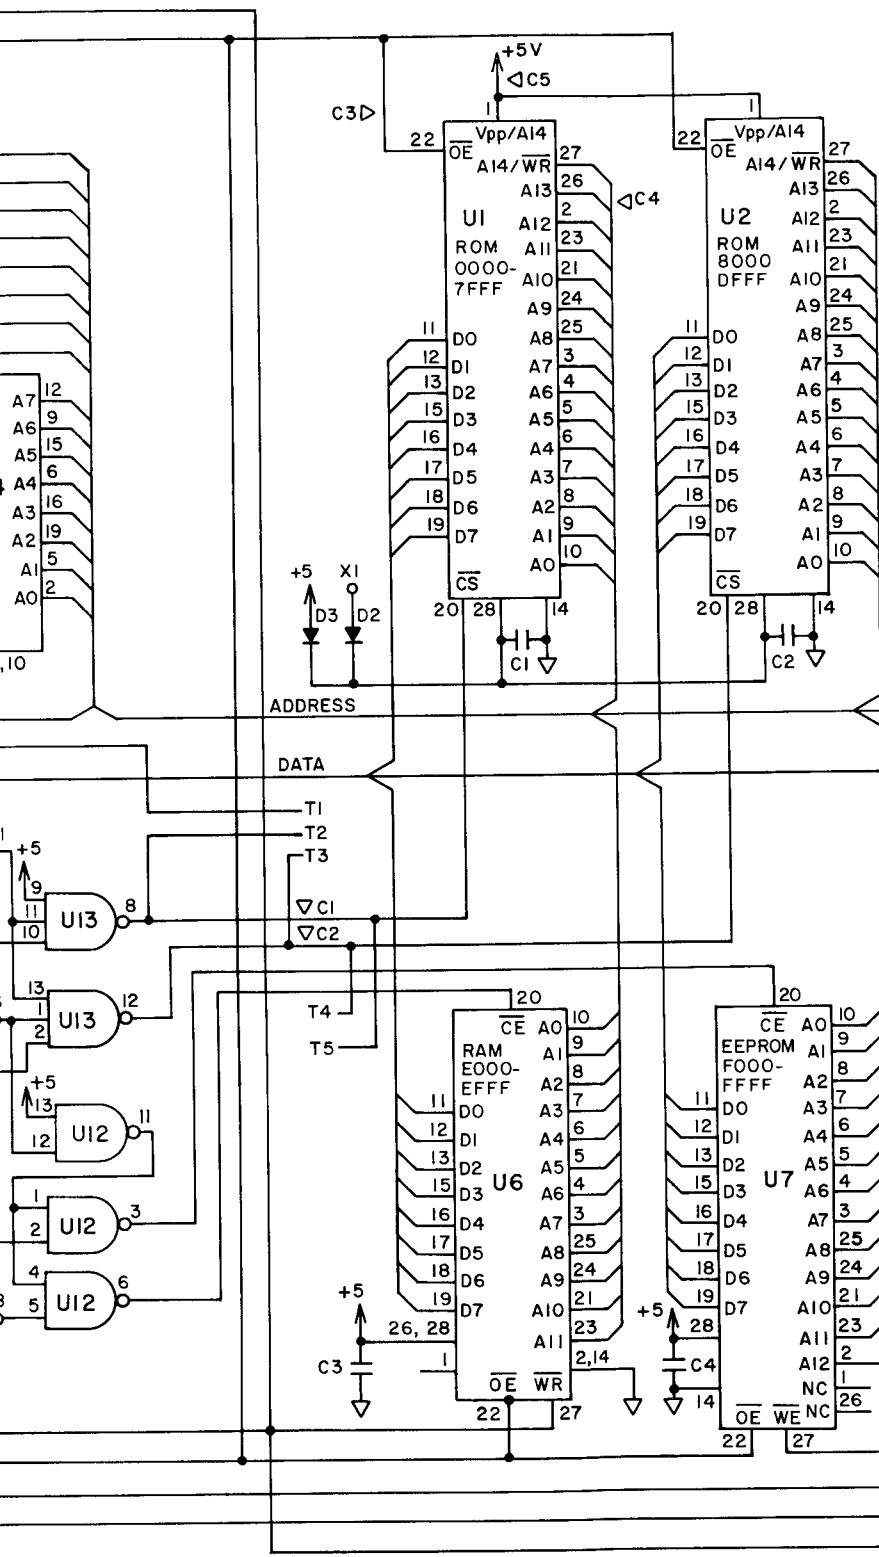 +5V
C5
C3
1
22
OE
Vpp/A14
A14/WR 27
A13 26
C4
A12 2
A11 23
A10 21
A9 24
A8 25
A7 3
A6 4
A5 5
A4 6
A3 7
A2 8
A1 9
A0 10
U1
ROM
0000-
7FFF
11 D0
12 D1
13 D2
15 D3
16 D4
17 D5
18 D6
19 D7
CS
20 28 14
C1
1
22
OE
Vpp/A14
A14/WR 27
A13 26
A12 2
A11 23
A10 21
A9 24
A8 25
A7 3
A6 4
A5 5
A4 6
A3 7
A2 8
A1 9
A0 10
U2
ROM
8000
DFFF
11 D0
12 D1
13 D2
15 D3
16 D4
17 D5
18 D6
19 D7
CS
20 28 14
C2
A7 12
A6 9
A5 15
4 A4 6
A3 16
A2 19
A1 5
A0 2
,10
+5 X1
D3 D2
ADDRESS
DATA
T1
T2
T3
C1
C2
T4
T5
1
+5
9
11
10
U13
8
13
1
2
U13
12
+5
13
12
U12
11
1
2
U12
3
4
5
U12
6
20
CE
RAM
E000-
EFFF
U6
A0 10
A1 9
A2 8
A3 7
A4 6
A5 5
A6 4
A7 3
A8 25
A9 24
A10 21
A11 23
2,14
11 D0
12 D1
13 D2
15 D3
16 D4
17 D5
18 D6
19 D7
+5
26, 28
C3
1
OE WR
22 27
20
CE
EEPROM
F000-
FFFF
U7
A0 10
A1 9
A2 8
A3 7
A4 6
A5 5
A6 4
A7 3
A8 25
A9 24
A10 21
A11 23
A12 2
NC 1
NC 26
11 D0
12 D1
13 D2
15 D3
16 D4
17 D5
18 D6
19 D7
+5
28
C4
14
OE WE
22 27